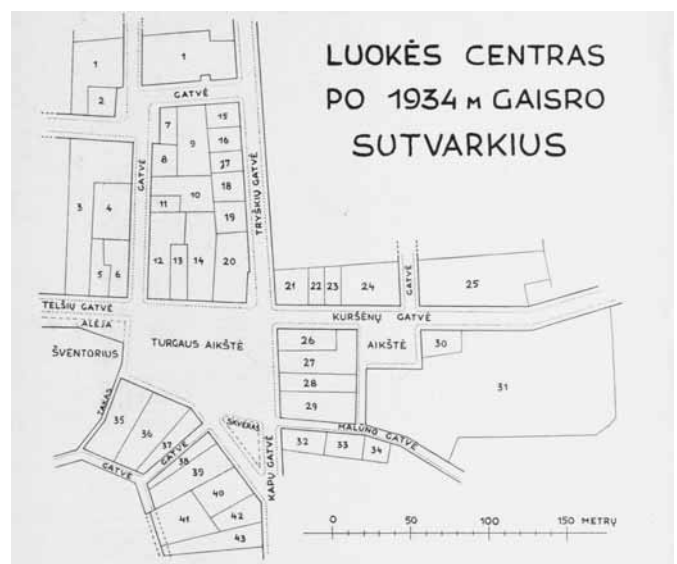 LUOKĖS CENTRAS
PO 1934 M GAISRO
SUTVARKIUS
1
1
2
GATVĖ
7
15
9
16
8
17
18
10
11
19
GATVĖ
TRYŠKIŲ GATVĖ
3
4
5
6
12
13
14
20
21
22
23
24
GATVĖ
25
TELŠIŲ GATVĖ
KURŠĖNŲ GATVĖ
ALĖJA
ŠVENTORIUS
TURGAUS AIKŠTĖ
26
AIKŠTĖ
30
27
28
31
29
TAKAS
35
36
37
GATVĖ
SKVERAS
MALŪNO GATVĖ
32
33
34
GATVĖ
38
39
KAPŲ GATVĖ
40
41
42
43
0 50 100 150 METRŲ